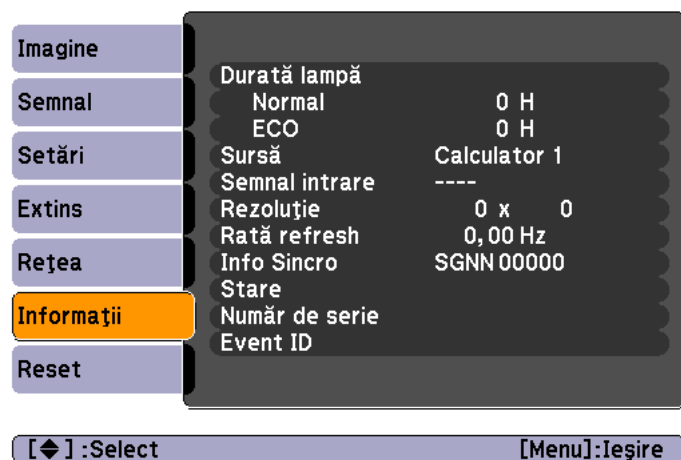 Imagine
Semnal
Setări
Extins
Reţea
Informaţii
Reset
Durată lampă
Normal 0 H
ECO 0 H
Sursă Calculator 1
Semnal intrare ----
Rezoluţie 0 x 0
Rată refresh 0,00 Hz
Info Sincro SGNN 00000
Stare
Număr de serie
Event ID
[◆] :Select [Menu]:Ieşire